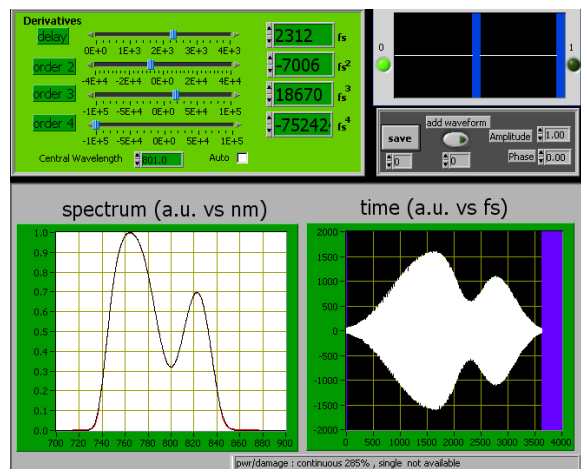 Derivatives
delay
0E+0 1E+3 2E+3 3E+3 4E+3
2312 fs
order 2
-4E+4 -2E+4 0E+0 2E+4 4E+4
-7006 fs2
order 3
-1E+5 -5E+4 0E+0 5E+4 1E+5
18670 fs3
order 4
-1E+5 -5E+4 0E+0 5E+4 1E+5
-75242 fs4
Central Wavelength 801.0 Auto
0 1
save
add waveform
Amplitude 1.00
0 0 Phase 0.00
spectrum (a.u. vs nm)
1.0
0.9
0.8
0.7
0.6
0.5
0.4
0.3
0.2
0.1
0.0
700 720 740 760 780 800 820 840 860 880 900
time (a.u. vs fs)
2000
1500
1000
500
0
-500
-1000
-1500
-2000
0 500 1000 1500 2000 2500 3000 3500 4000
pwr/damage : continuous 285% , single not available